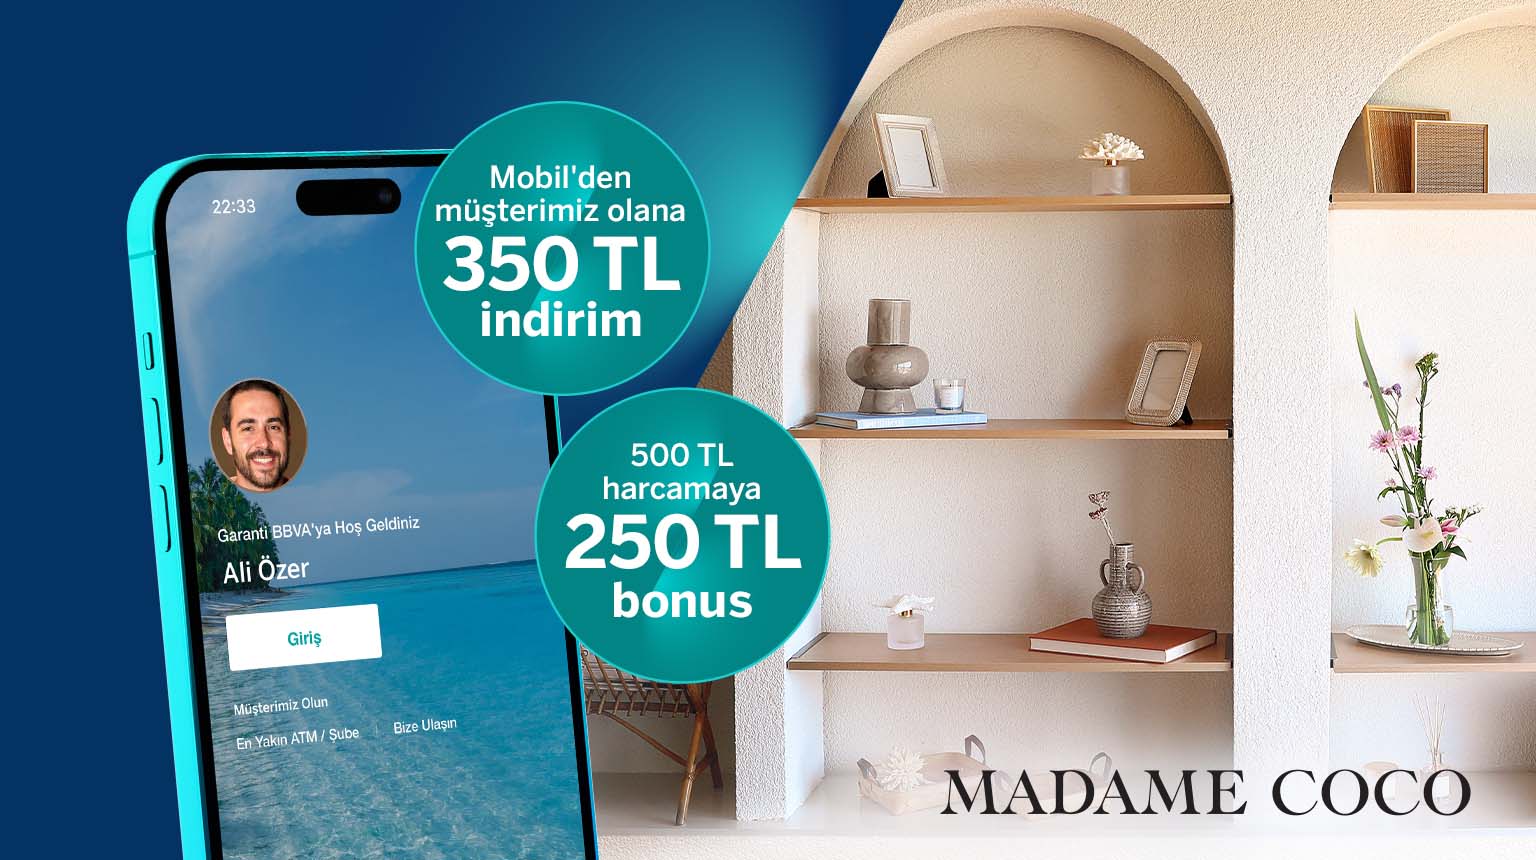 22:33
Mobil'den
müşterimiz olana
350 TL
indirim
500 TL
harcamaya
250 TL
bonus
Garanti BBVA'ya Hoş Geldiniz
Ali Özer
Giriş
Müşterimiz Olun
En Yakın ATM / Şube | Bize Ulaşın
MADAME COCO